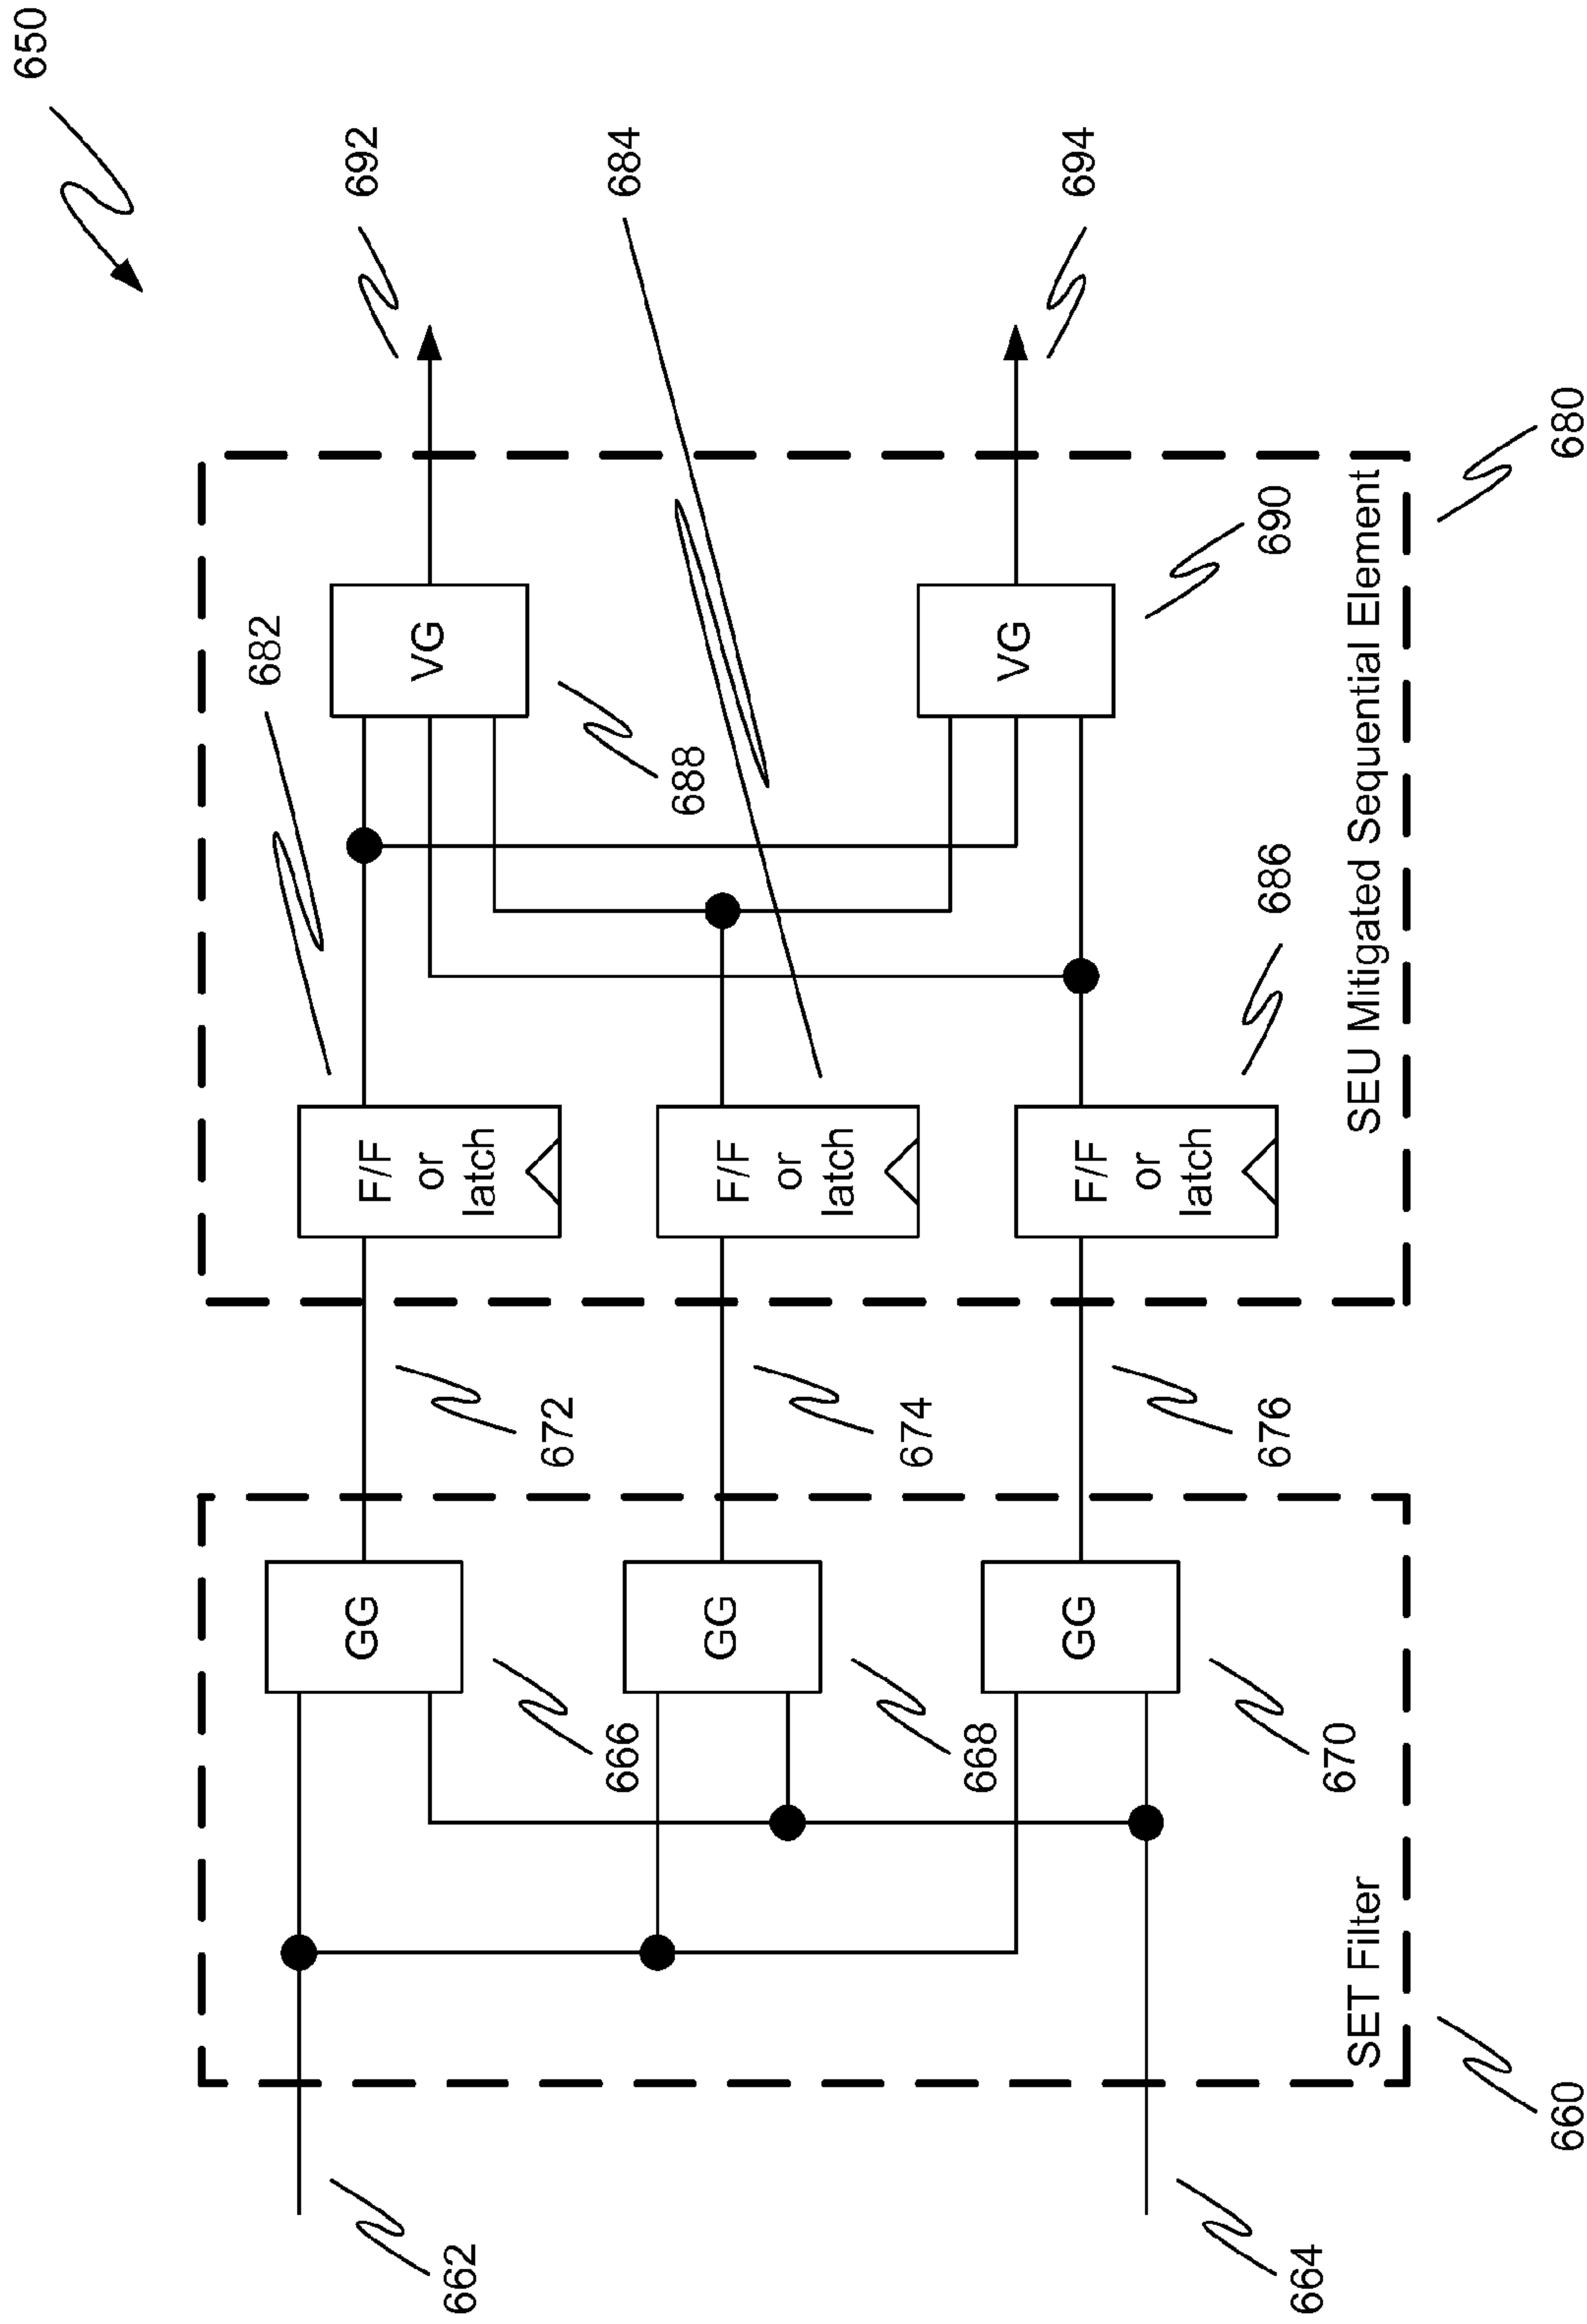 650
692
684
694
682
VG
688
VG
690
F/F
or
latch
F/F
or
latch
F/F
or
latch
686
SEU Mitigated Sequential Element
680
672
674
676
GG
666
GG
668
GG
670
SET Filter
660
662
664